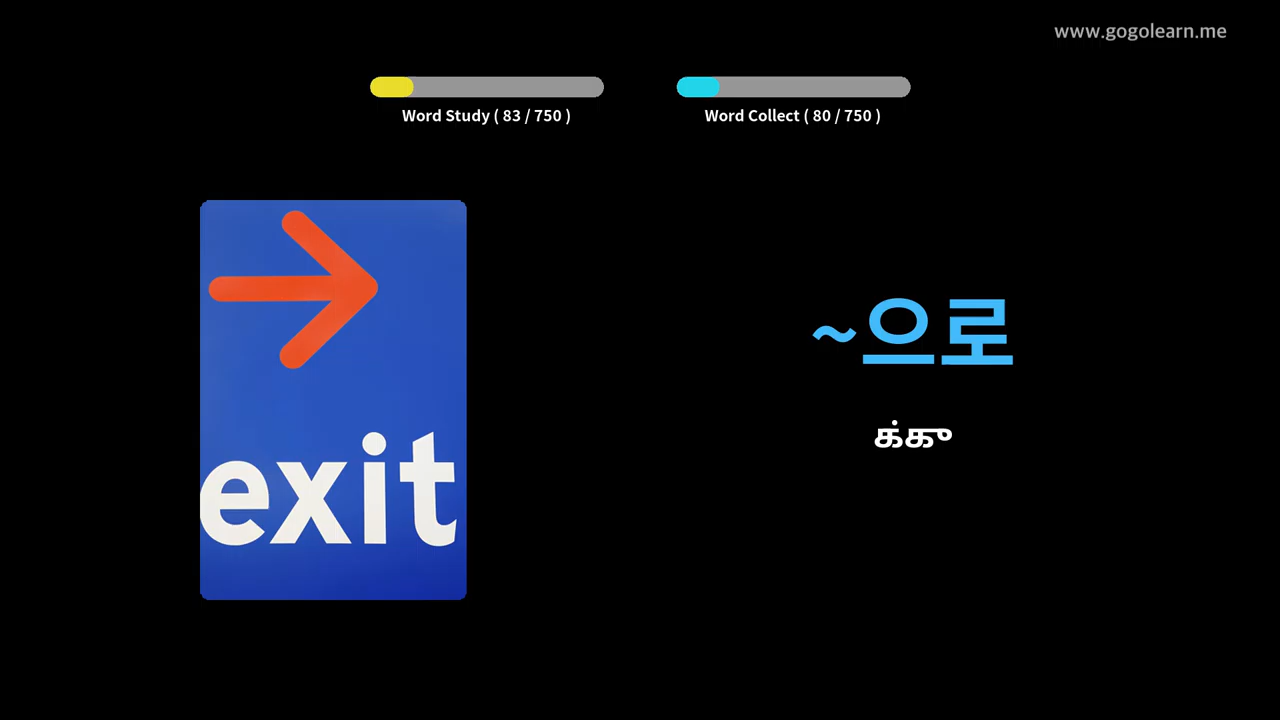 www.gogolearn.me
Word Study ( 83 / 750 )
Word Collect ( 80 / 750 )
exit
~으로
க்கு